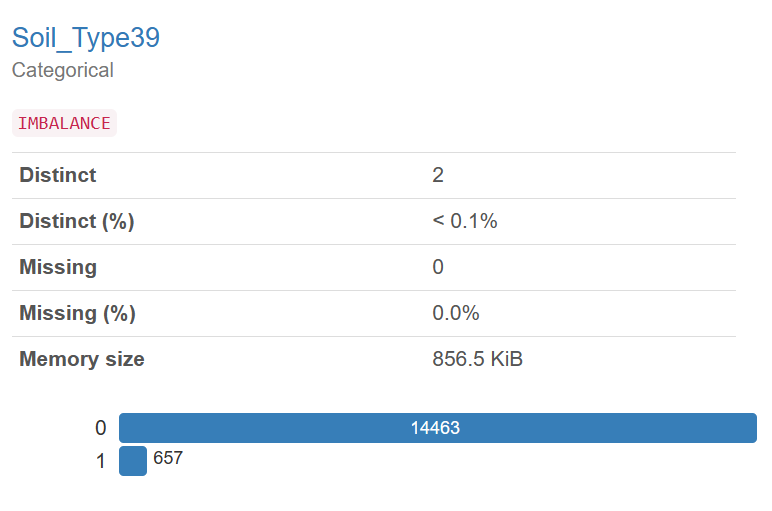 Soil_Type39
Categorical
IMBALANCE
Distinct 2
Distinct (%) < 0.1%
Missing 0
Missing (%) 0.0%
Memory size 856.5 KiB
0 14463
1 657